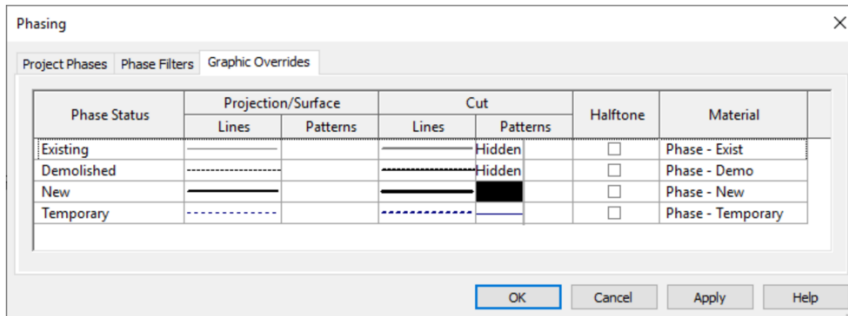 Phasing
Project Phases Phase Filters Graphic Overrides
Phase Status Projection/Surface Cut Halftone Material
Lines Patterns Lines Patterns
Existing Hidden Phase - Exist
Demolished Hidden Phase - Demo
New Phase - New
Temporary Phase - Temporary
OK Cancel Apply Help